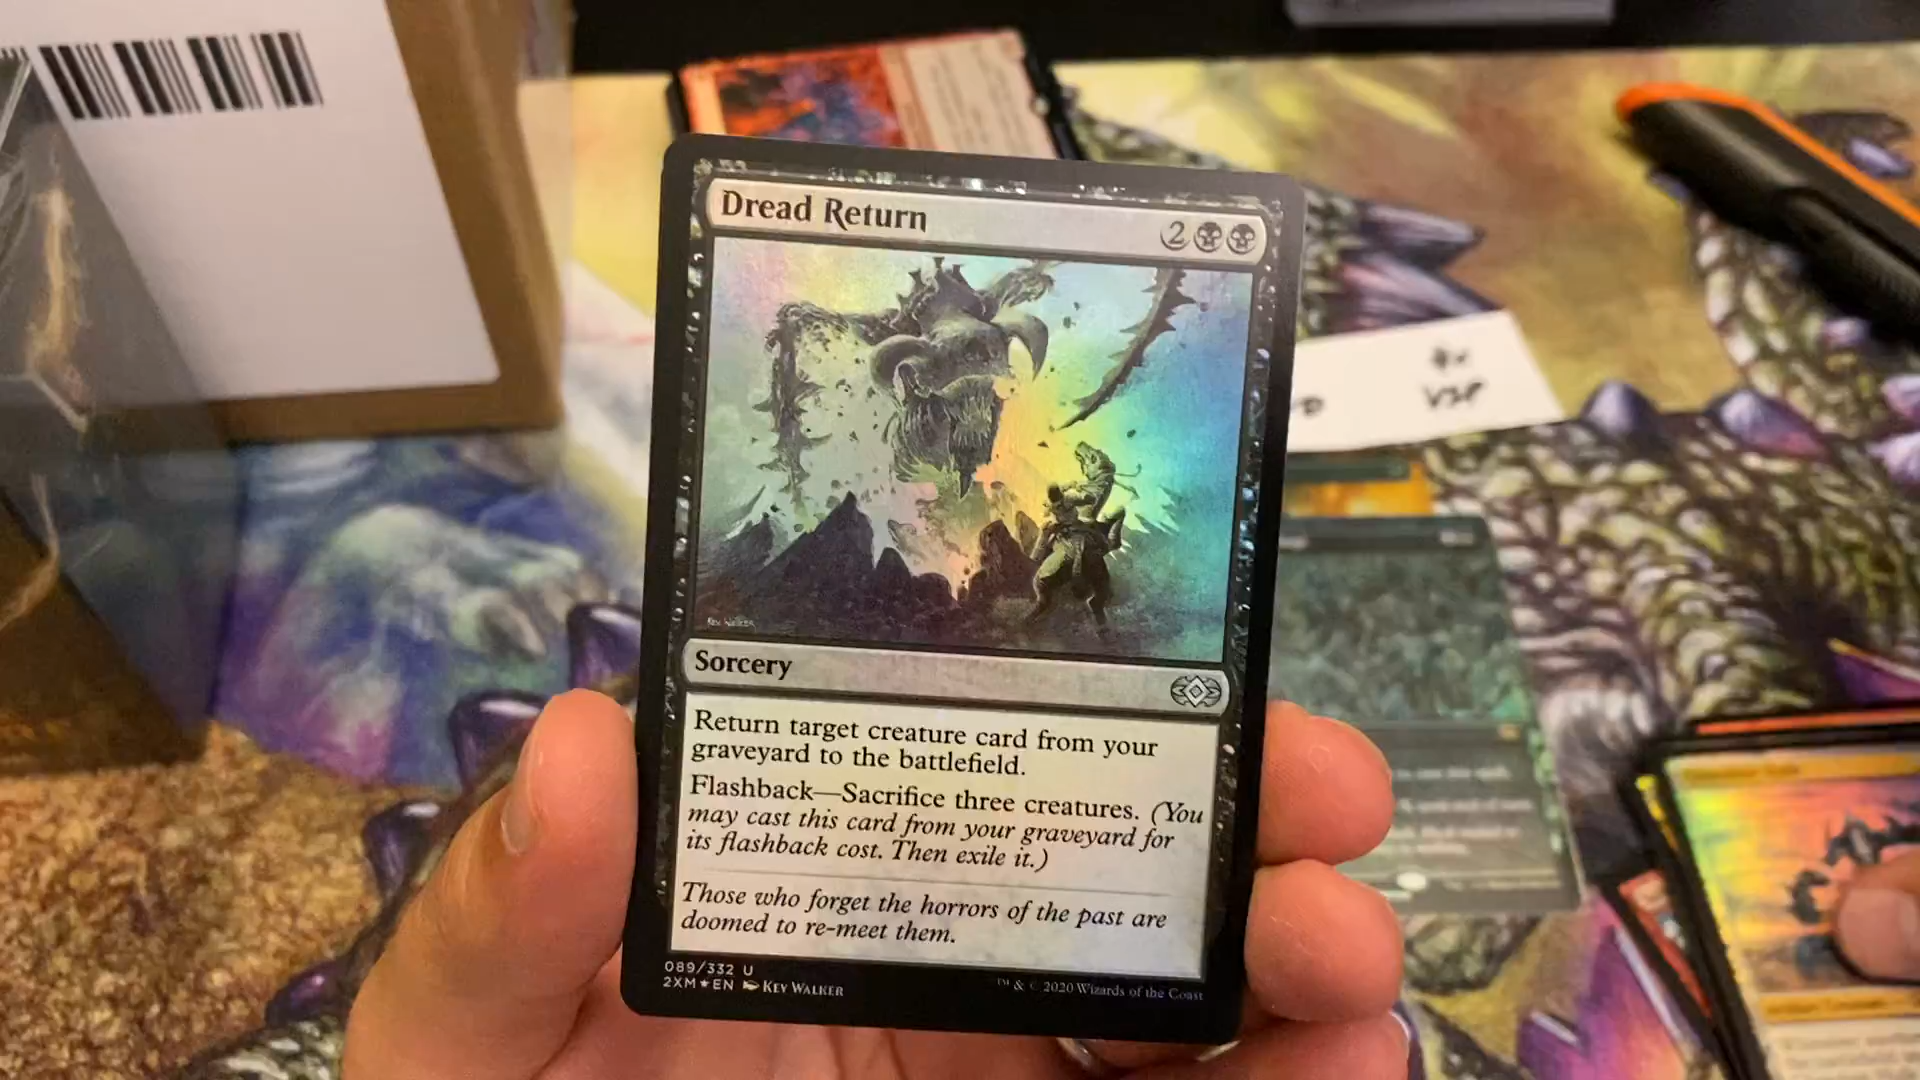 Dread Return
2
Kev Walker
Sorcery
Return target creature card from your
graveyard to the battlefield.
Flashback—Sacrifice three creatures. (You
may cast this card from your graveyard for
its flashback cost. Then exile it.)
Those who forget the horrors of the past are
doomed to re-meet them.
089/332 U
2XM★EN Kev Walker
™ & © 2020 Wizards of the Coast